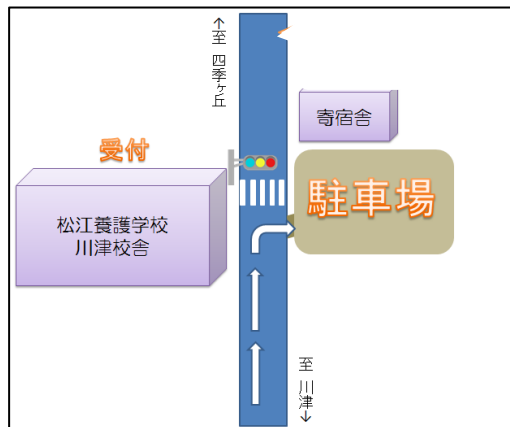 ↑至 四季ヶ丘
寄宿舎
受付
駐車場
松江養護学校
川津校舎
至 川津↓